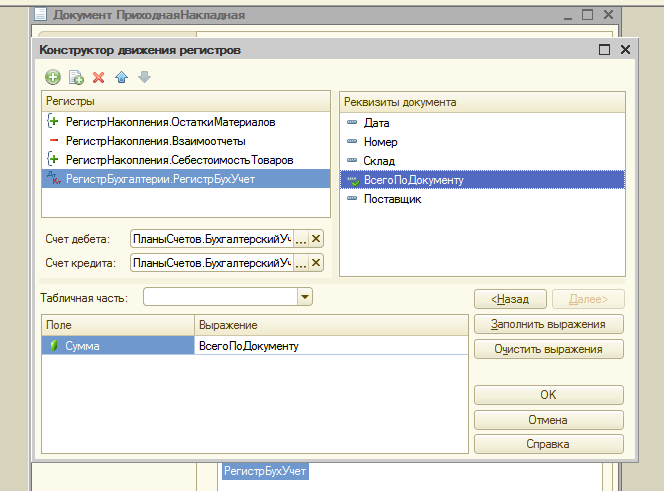 Документ ПриходнаяНакладная
Конструктор движения регистров
Регистры
РегистрНакопления.ОстаткиМатериалов
РегистрНакопления.Взаимоотчеты
РегистрНакопления.СебестоимостьТоваров
РегистрБухгалтерии.РегистрБухУчет
Реквизиты документа
Дата
Номер
Склад
ВсегоПоДокументу
Поставщик
Счет дебета: ПланыСчетов.БухгалтерскийУч ...
Счет кредита: ПланыСчетов.БухгалтерскийУч ...
Табличная часть:
<Назад Далее>
Поле Выражение
Сумма ВсегоПоДокументу
Заполнить выражения
Очистить выражения
OK
Отмена
Справка
РегистрБухУчет